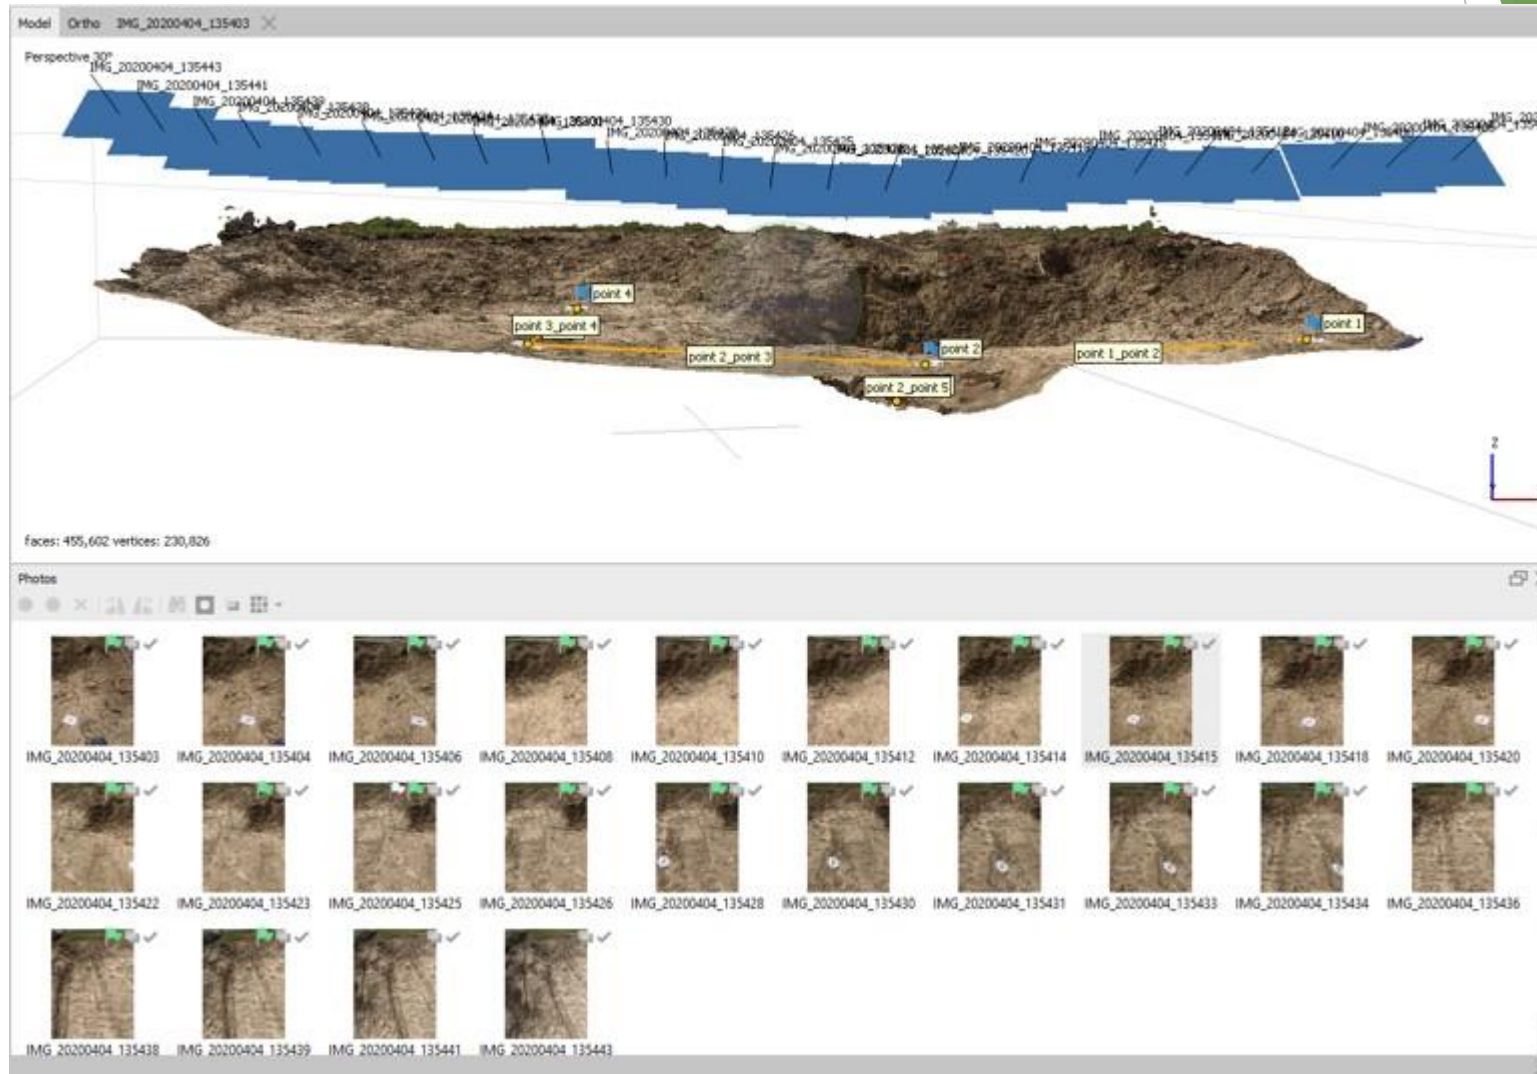 Model Ortho IMG_20200404_135403
Perspective 30°
IMG_20200404_135443
IMG_20200404_135441
point 4
point 3_point 4
point 2_point 3
point 2
point 1_point 2
point 1
point 2_point 5
faces: 455,602 vertices: 230,826
Photos
IMG_20200404_135403 IMG_20200404_135404 IMG_20200404_135406 IMG_20200404_135408 IMG_20200404_135410 IMG_20200404_135412 IMG_20200404_135414 IMG_20200404_135415 IMG_20200404_135418 IMG_20200404_135420
IMG_20200404_135422 IMG_20200404_135423 IMG_20200404_135425 IMG_20200404_135426 IMG_20200404_135428 IMG_20200404_135430 IMG_20200404_135431 IMG_20200404_135433 IMG_20200404_135434 IMG_20200404_135436
IMG_20200404_135438 IMG_20200404_135439 IMG_20200404_135441 IMG_20200404_135443